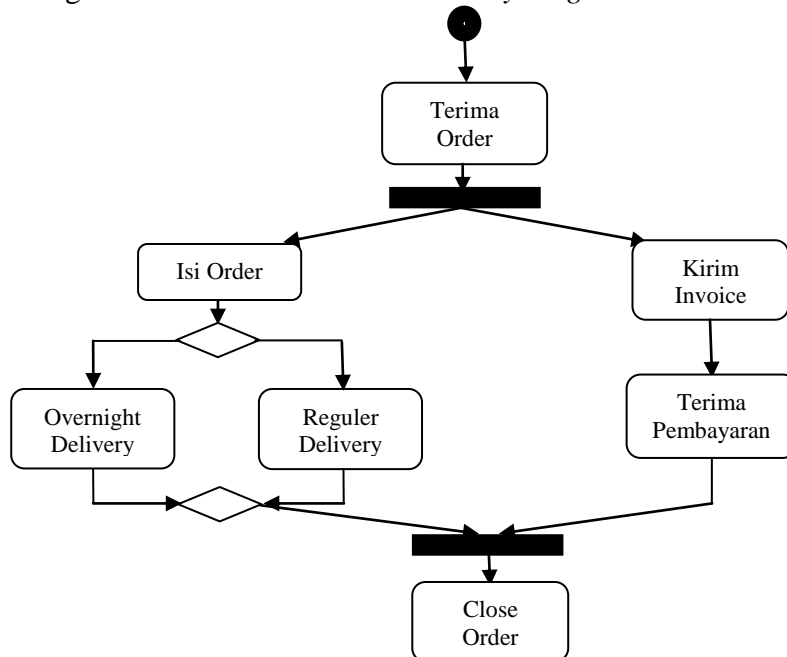 Terima
Order
Isi Order
Kirim
Invoice
Overnight
Delivery
Reguler
Delivery
Terima
Pembayaran
Close
Order